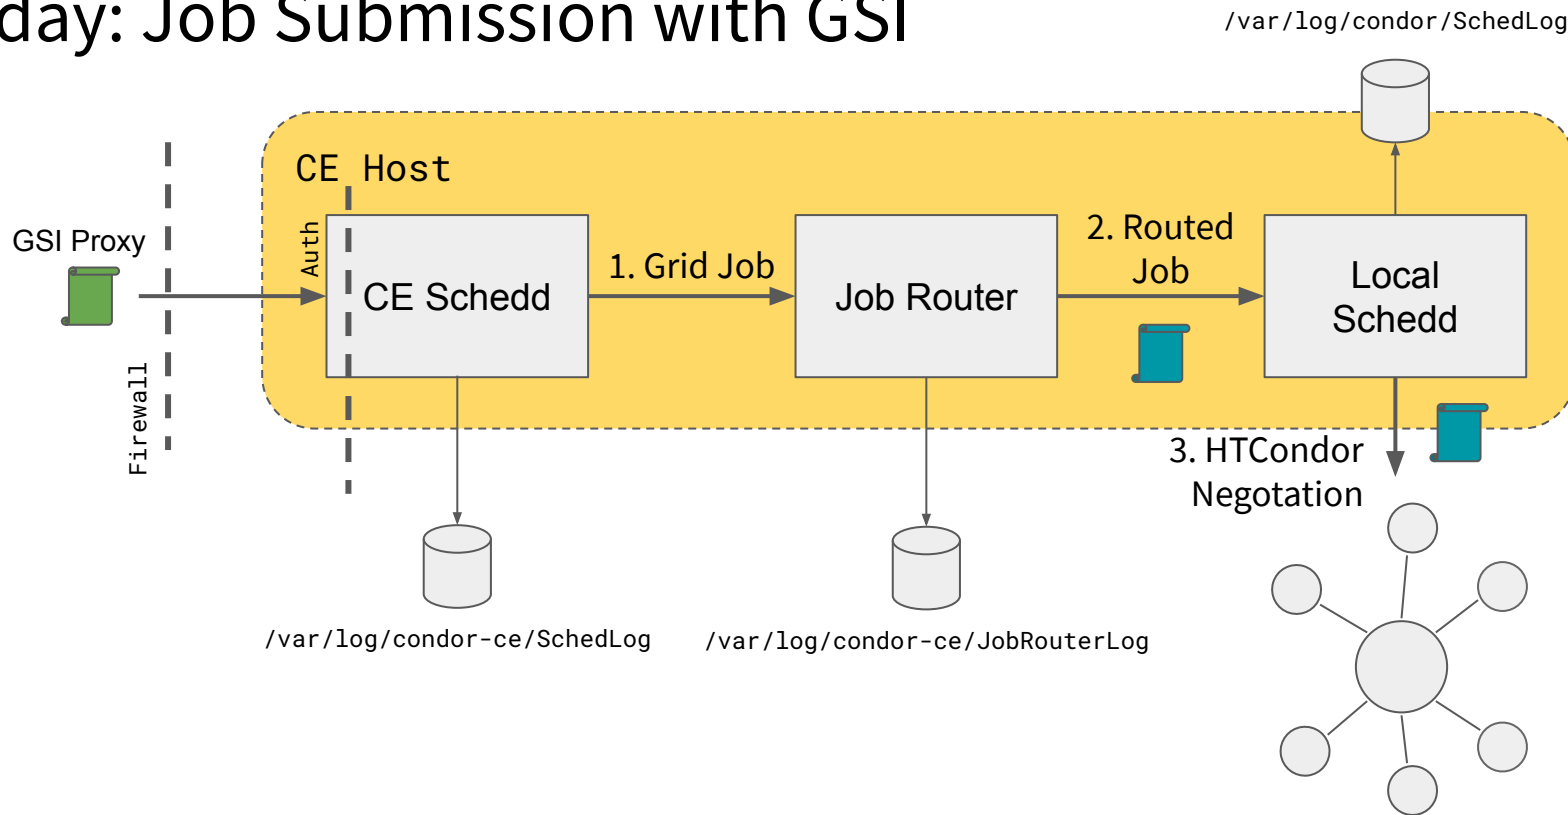 day: Job Submission with GSI
/var/log/condor/SchedLog
CE Host
GSI Proxy
Auth
Firewall
CE Schedd
1. Grid Job
Job Router
2. Routed
Job
Local
Schedd
3. HTCondor
Negotation
/var/log/condor-ce/SchedLog
/var/log/condor-ce/JobRouterLog